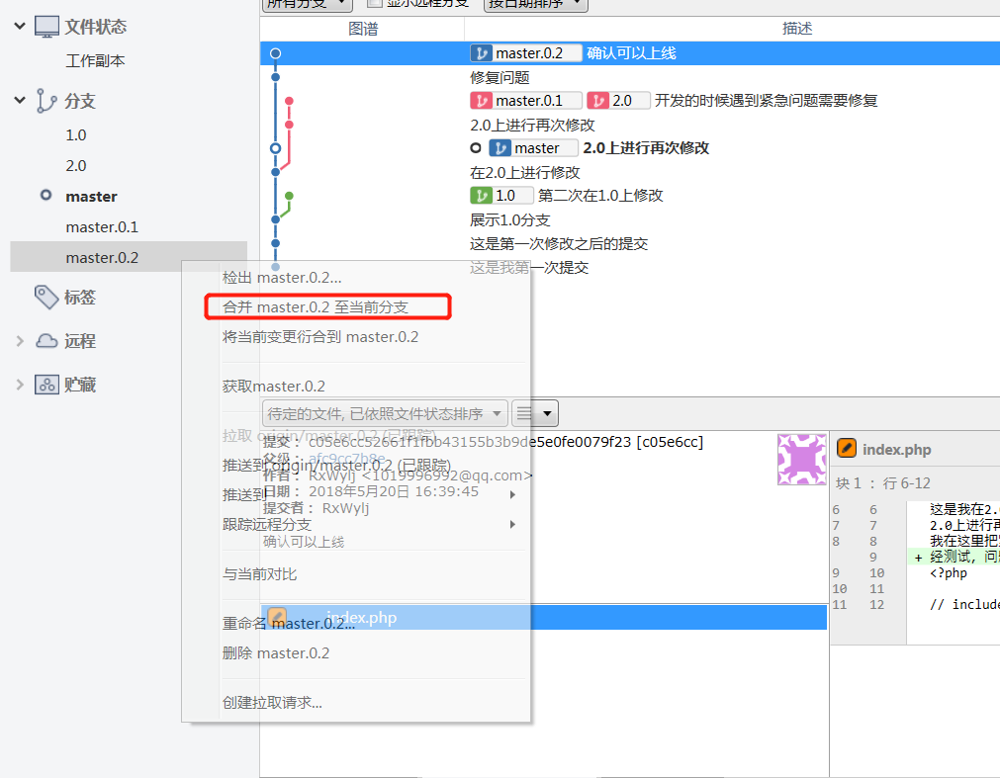 所有分支 显示远程分支 按日期排序
文件状态
工作副本
分支
1.0
2.0
master
master.0.1
master.0.2
标签
远程
贮藏
图谱 描述
master.0.2 确认可以上线
修复问题
master.0.1 2.0 开发的时候遇到紧急问题需要修复
2.0上进行再次修改
master 2.0上进行再次修改
在2.0上进行修改
1.0 第二次在1.0上修改
展示1.0分支
这是第一次修改之后的提交
这是我第一次提交
检出 master.0.2...
合并 master.0.2 至当前分支
将当前变更衍合到 master.0.2
获取master.0.2
拉取 origin/master.0.2 (已跟踪)
推送到 origin/master.0.2 (已跟踪)
推送到
跟踪远程分支
与当前对比
重命名 master.0.2...
删除 master.0.2
创建拉取请求...
待定的文件, 已依照文件状态排序
提交： c05e6cc52661f1fbb43155b3b9de5e0fe0079f23 [c05e6cc]
父级： afc9cc7b8e
作者： RxWylj <1019996992@qq.com>
日期： 2018年5月20日 16:39:45
提交者： RxWylj
确认可以上线
index.php
index.php
块 1 ： 行 6-12
6 6 这是我在2.
7 7 2.0上进行再
8 8 我在这里把
9 + 经测试, 问
9 10 <?php
10 11
11 12 // include